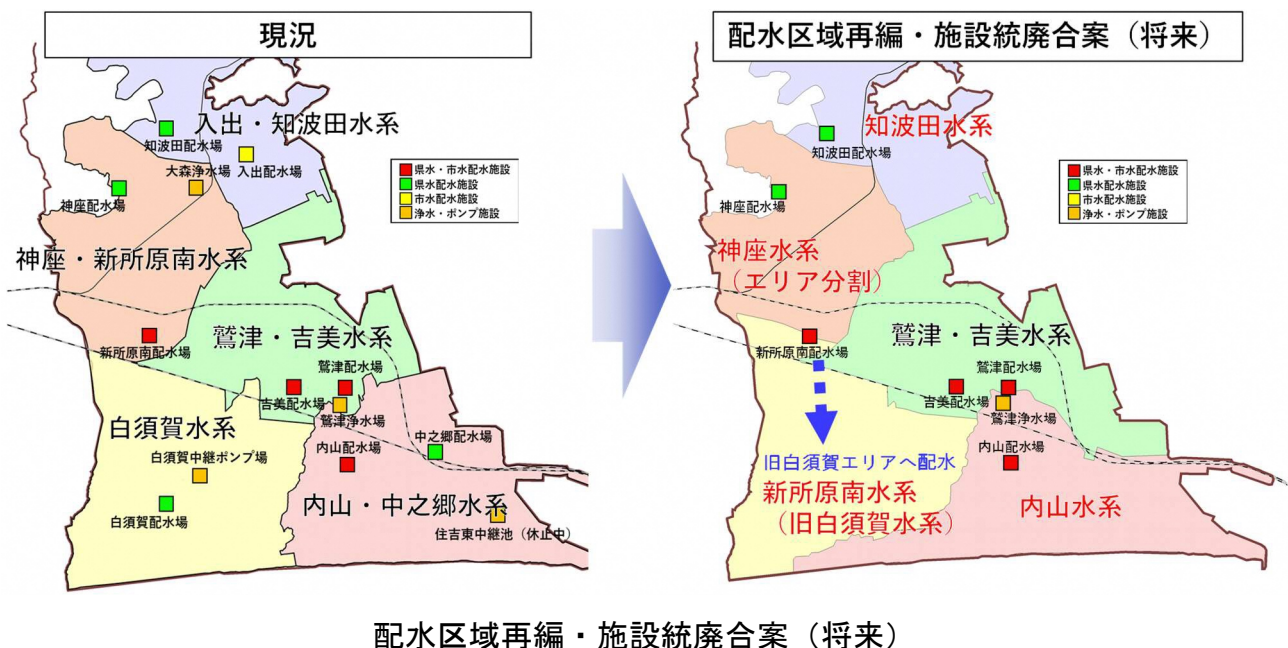 現況
入出・知波田水系
知波田配水場
大森浄水場
入出配水場
神座配水場
県水・市水配水施設
県水配水施設
市水配水施設
浄水・ポンプ施設
神座・新所原南水系
新所原南配水場
鷲津・吉美水系
鷲津配水場
吉美配水場
鷲津浄水場
白須賀水系
白須賀中継ポンプ場
白須賀配水場
内山配水場
中之郷配水場
内山・中之郷水系
住吉東中継池（休止中）
配水区域再編・施設統廃合案（将来）
知波田水系
知波田配水場
神座配水場
県水・市水配水施設
県水配水施設
市水配水施設
浄水・ポンプ施設
神座水系
（エリア分割）
新所原南配水場
鷲津・吉美水系
鷲津配水場
吉美配水場
鷲津浄水場
内山配水場
旧白須賀エリアへ配水
新所原南水系
（旧白須賀水系）
内山水系
配水区域再編・施設統廃合案（将来）